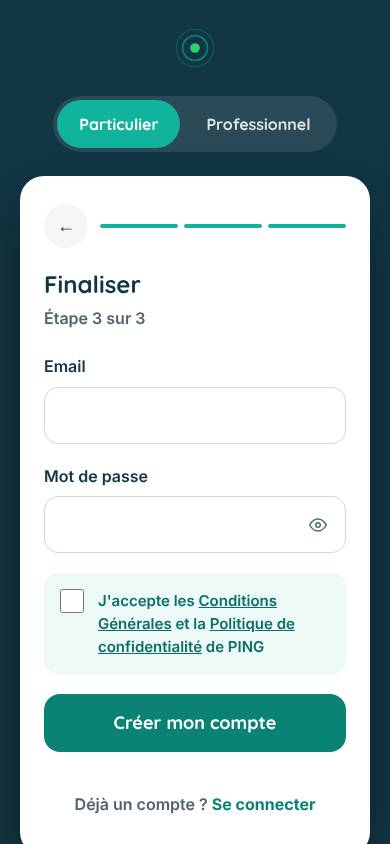 Particulier
Professionnel
←
Finaliser
Étape 3 sur 3
Email
Mot de passe
J'accepte les Conditions
Générales et la Politique de
confidentialité de PING
Créer mon compte
Déjà un compte ? Se connecter